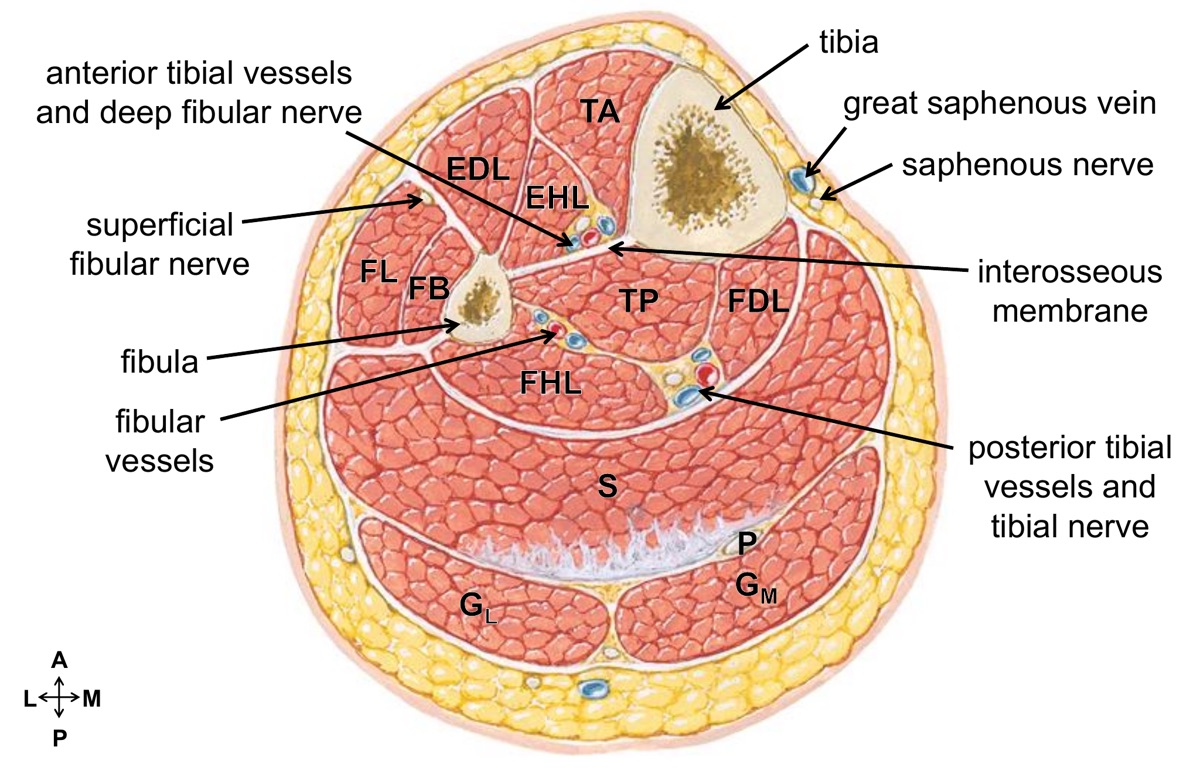 tibia
anterior tibial vessels
and deep fibular nerve
great saphenous vein
saphenous nerve
superficial
fibular nerve
interosseous
membrane
fibula
fibular
vessels
posterior tibial
vessels and
tibial nerve
TA
EDL
EHL
FL
FB
TP
FDL
FHL
S
P
GM
GL
A
L M
P